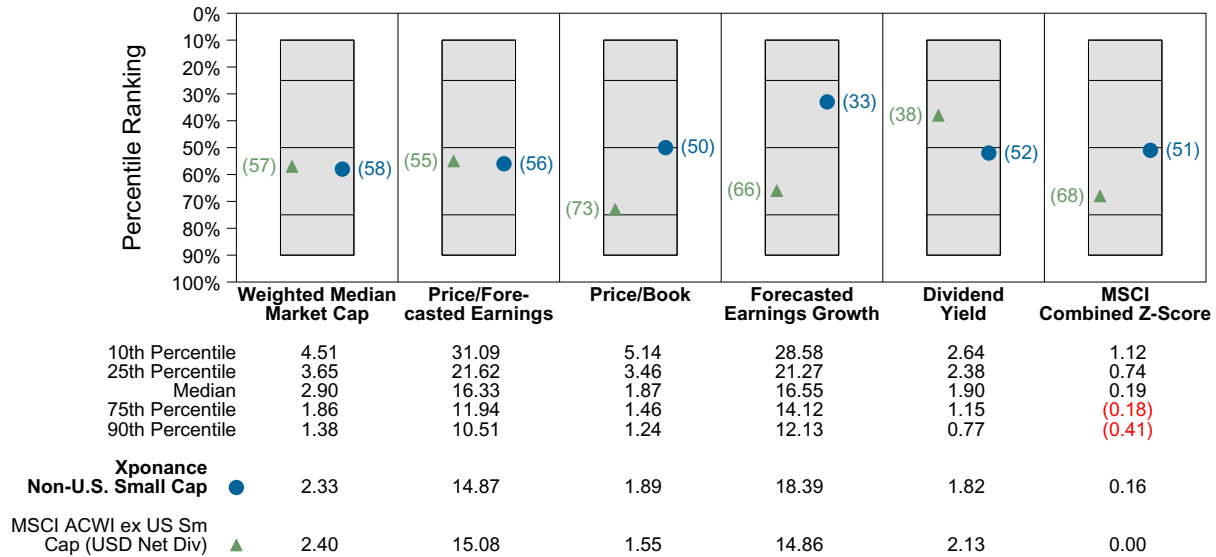 0%
10%
20%
30%
40%
50%
60%
70%
80%
90%
100%
Percentile Ranking
(57) (58) (55) (56) (73) (50) (66) (33) (38) (52) (68) (51)
Weighted Median Market Cap
Price/Fore-casted Earnings
Price/Book
Forecasted Earnings Growth
Dividend Yield
MSCI Combined Z-Score
10th Percentile 4.51 31.09 5.14 28.58 2.64 1.12
25th Percentile 3.65 21.62 3.46 21.27 2.38 0.74
Median 2.90 16.33 1.87 16.55 1.90 0.19
75th Percentile 1.86 11.94 1.46 14.12 1.15 (0.18)
90th Percentile 1.38 10.51 1.24 12.13 0.77 (0.41)
Xponance
Non-U.S. Small Cap 2.33 14.87 1.89 18.39 1.82 0.16
MSCI ACWI ex US Sm
Cap (USD Net Div) 2.40 15.08 1.55 14.86 2.13 0.00